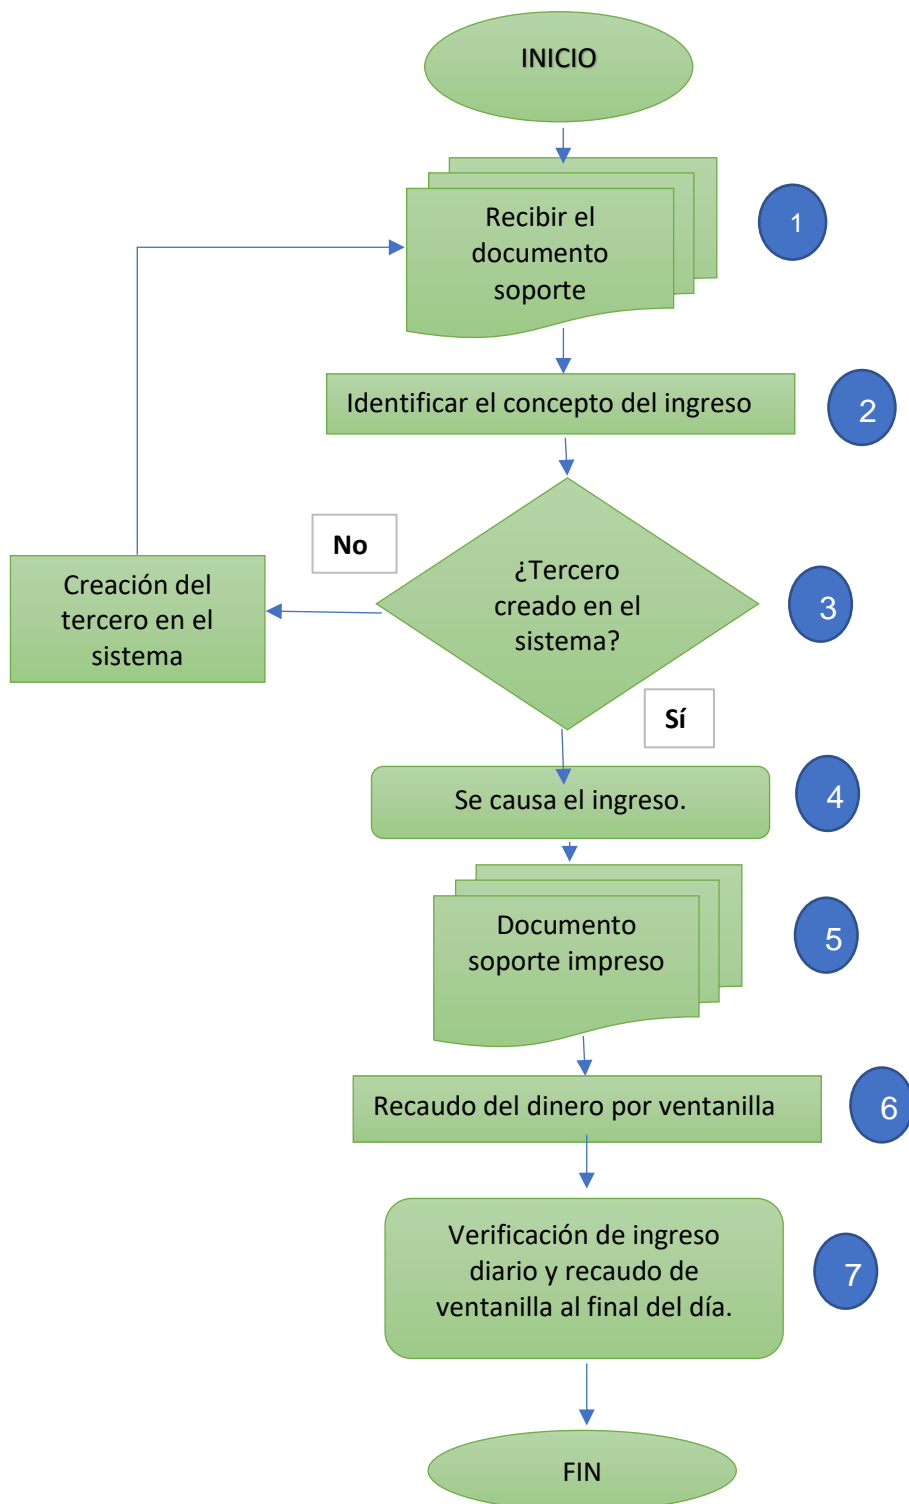 INICIO
Recibir el
documento
soporte
1
Identificar el concepto del ingreso
2
No
¿Tercero
creado en el
sistema?
3
Creación del
tercero en el
sistema
Sí
Se causa el ingreso.
4
Documento
soporte impreso
5
Recaudo del dinero por ventanilla
6
Verificación de ingreso
diario y recaudo de
ventanilla al final del día.
7
FIN